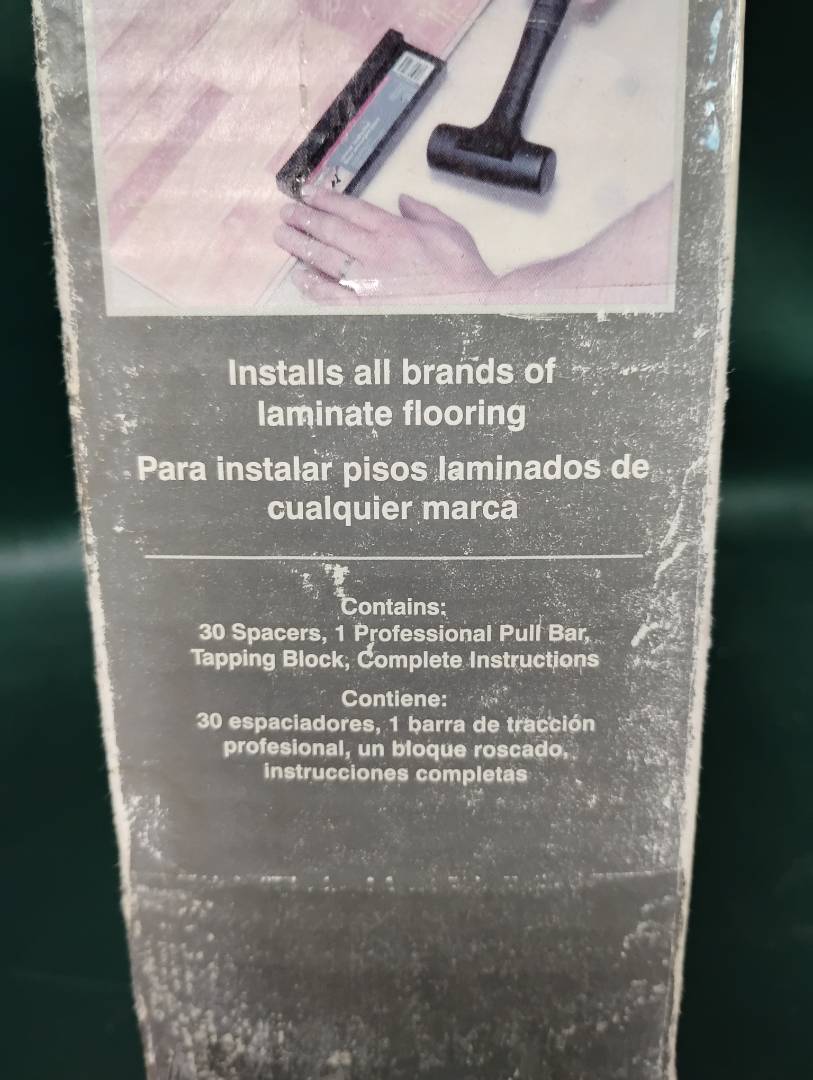 Installs all brands of
laminate flooring
Para instalar pisos laminados de
cualquier marca
Contains:
30 Spacers, 1 Professional Pull Bar,
Tapping Block, Complete Instructions
Contiene:
30 espaciadores, 1 barra de tracción
profesional, un bloque roscado,
instrucciones completas